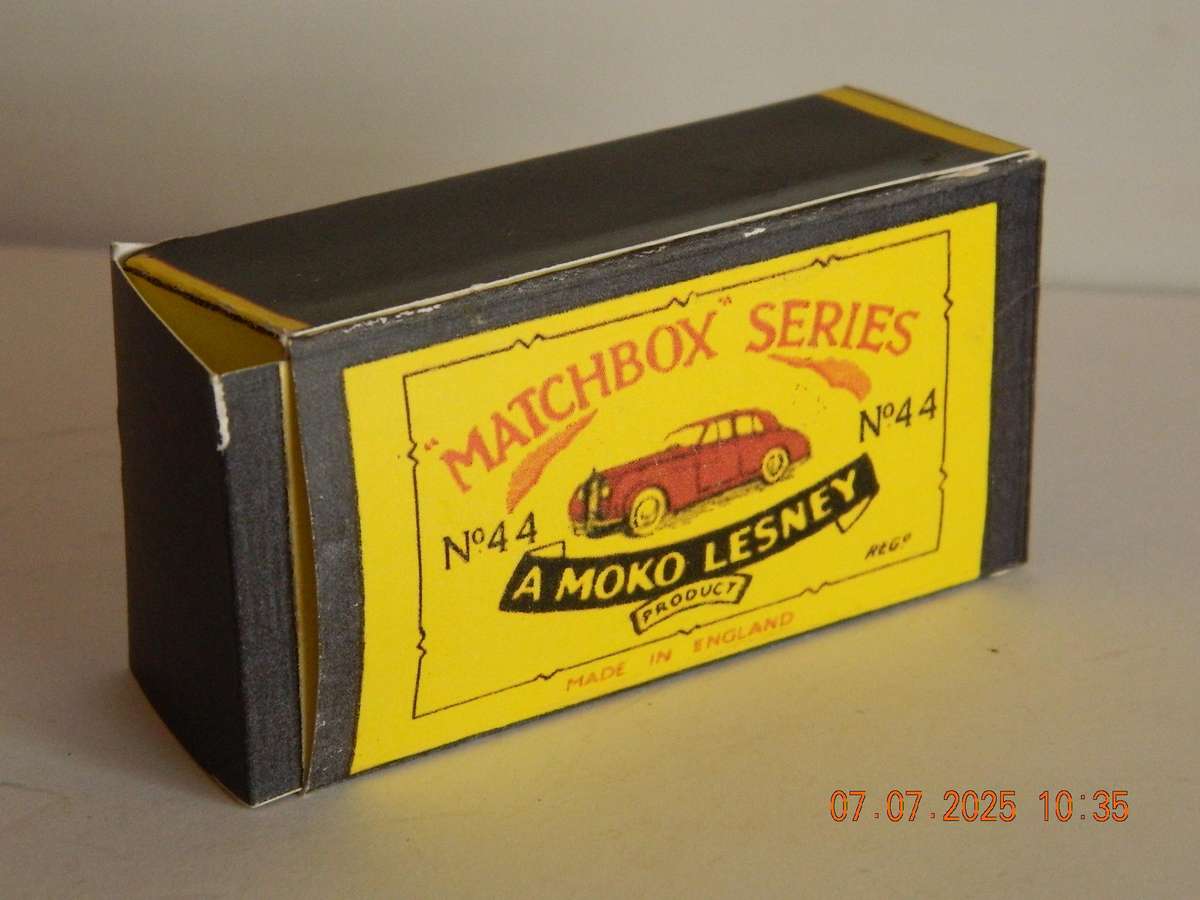 "MATCHBOX" SERIES
Nº44
Nº44
A MOKO LESNEY
PRODUCT
REGD
MADE IN ENGLAND
07.07.2025 10:35